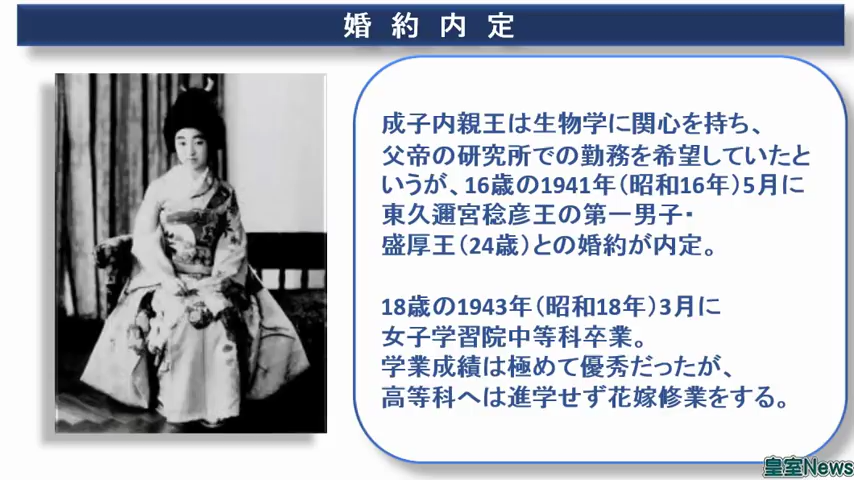 婚約内定
成子内親王は生物学に関心を持ち、
父帝の研究所での勤務を希望していたと
いうが、16歳の1941年（昭和16年）5月に
東久邇宮稔彦王の第一男子・
盛厚王（24歳）との婚約が内定。
18歳の1943年（昭和18年）3月に
女子学習院中等科卒業。
学業成績は極めて優秀だったが、
高等科へは進学せず花嫁修業をする。
皇室News